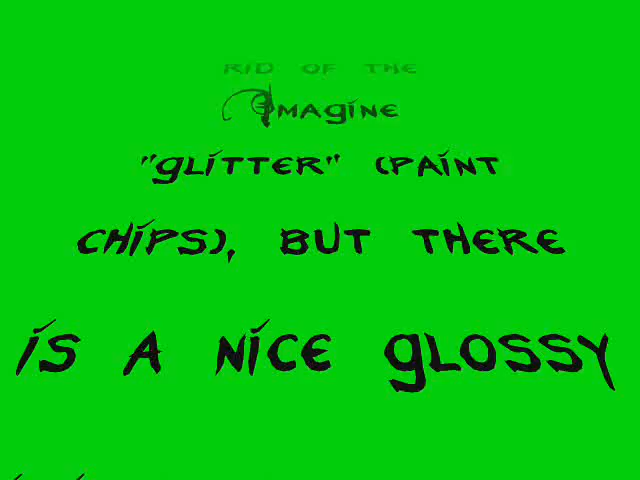 RID OF THE
IMAGINE
"GLITTER" (PAINT
CHIPS), BUT THERE
IS A NICE GLOSSY